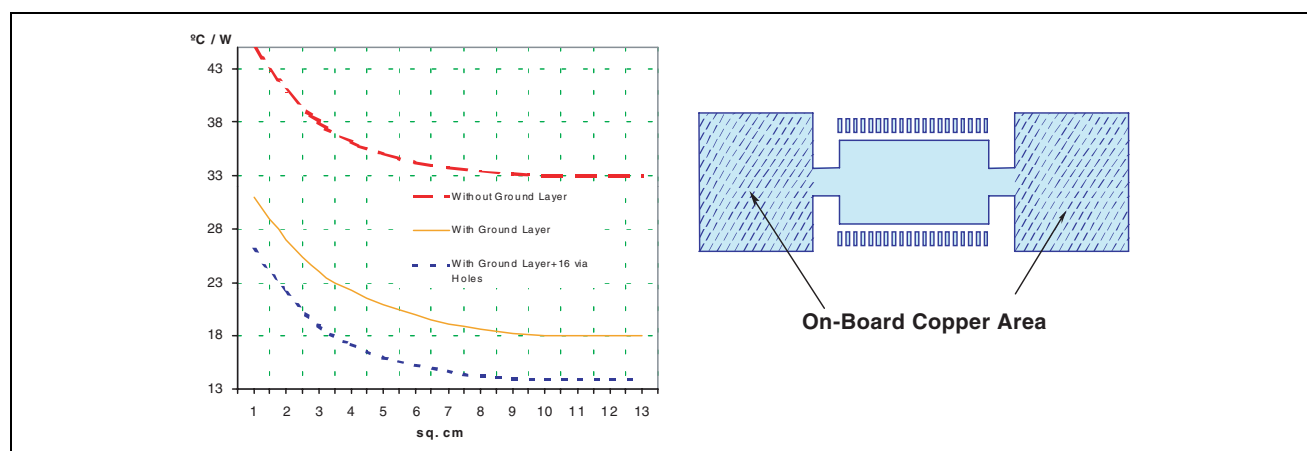 ºC / W
43
38
33
28
23
18
13
Without Ground Layer
With Ground Layer
With Ground Layer+16 via
Holes
1 2 3 4 5 6 7 8 9 10 11 12 13
sq. cm
On-Board Copper Area